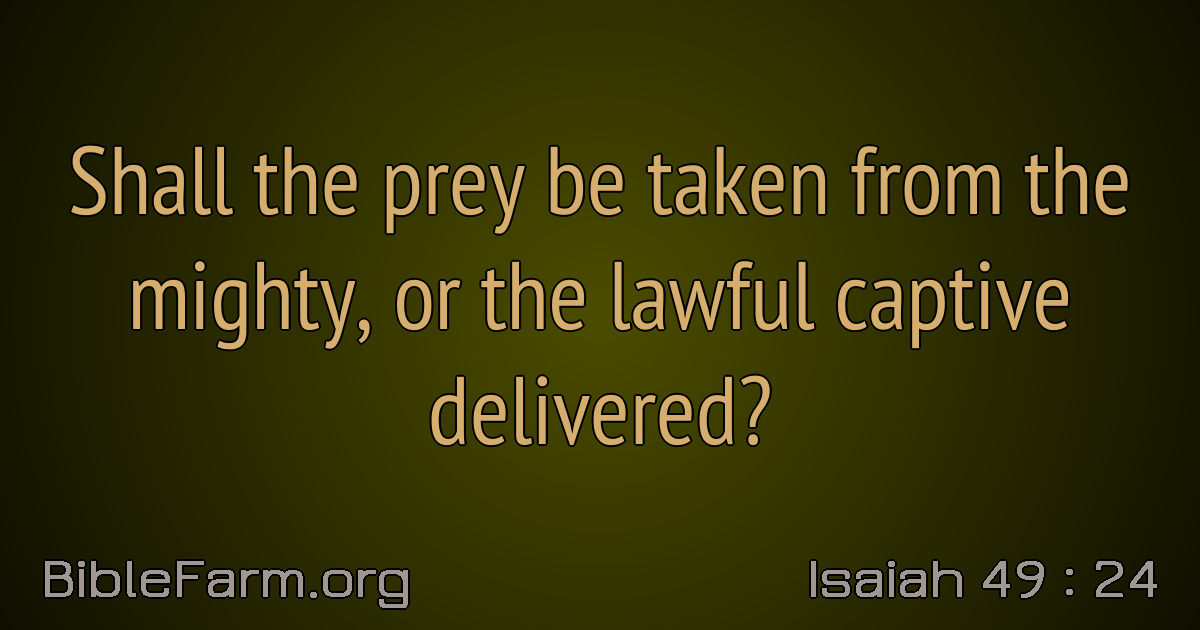 Shall the prey be taken from the
mighty, or the lawful captive
delivered?
BibleFarm.org
Isaiah 49 : 24